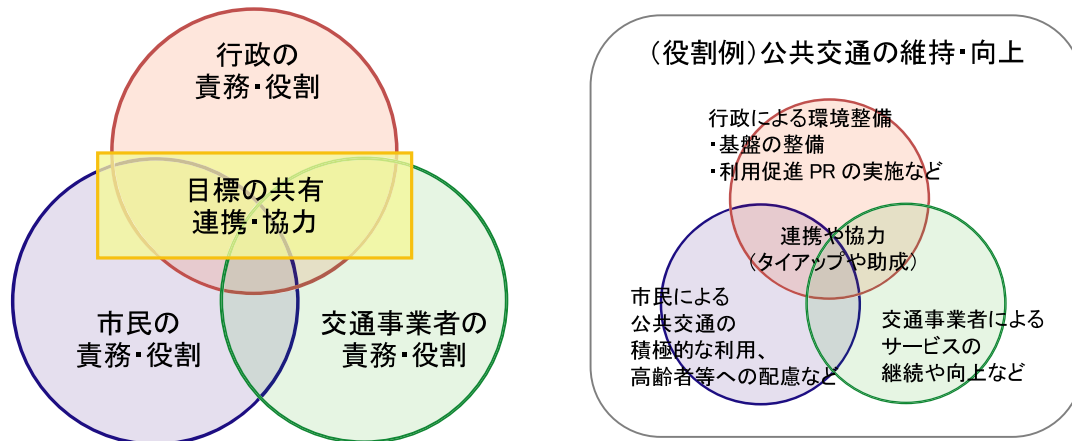 行政の
責務・役割
目標の共有
連携・協力
市民の
責務・役割
交通事業者の
責務・役割
（役割例）公共交通の維持・向上
行政による環境整備
・基盤の整備
・利用促進 PR の実施など
連携や協力
（タイアップや助成）
市民による
公共交通の
積極的な利用、
高齢者等への配慮など
交通事業者による
サービスの
継続や向上など